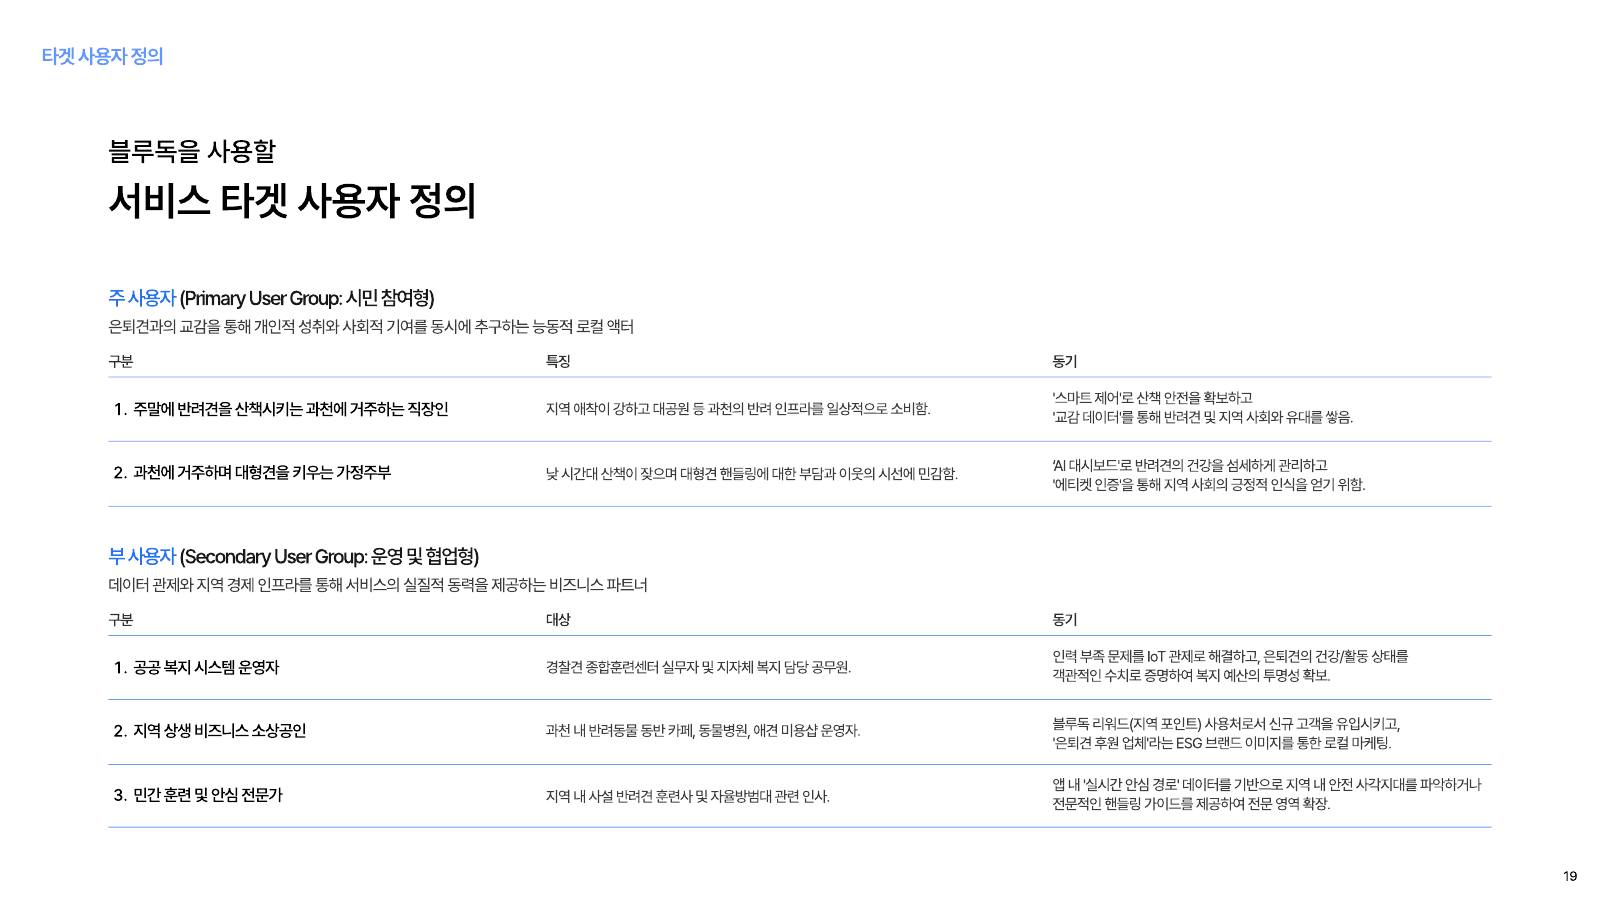 타겟 사용자 정의
블루독을 사용할
서비스 타겟 사용자 정의
주 사용자 (Primary User Group: 시민 참여형)
은퇴견과의 교감을 통해 개인적 성취와 사회적 기여를 동시에 추구하는 능동적 로컬 액터
구분 특징 동기
1. 주말에 반려견을 산책시키는 과천에 거주하는 직장인
지역 애착이 강하고 대공원 등 과천의 반려 인프라를 일상적으로 소비함.
'스마트 제어'로 산책 안전을 확보하고
'교감 데이터'를 통해 반려견 및 지역 사회와 유대를 쌓음.
2. 과천에 거주하며 대형견을 키우는 가정주부
낮 시간대 산책이 잦으며 대형견 핸들링에 대한 부담과 이웃의 시선에 민감함.
'AI 대시보드'로 반려견의 건강을 섬세하게 관리하고
'에티켓 인증'을 통해 지역 사회의 긍정적 인식을 얻기 위함.
부 사용자 (Secondary User Group: 운영 및 협업형)
데이터 관제와 지역 경제 인프라를 통해 서비스의 실질적 동력을 제공하는 비즈니스 파트너
구분 대상 동기
1. 공공 복지 시스템 운영자
경찰견 종합훈련센터 실무자 및 지자체 복지 담당 공무원.
인력 부족 문제를 IoT 관제로 해결하고, 은퇴견의 건강/활동 상태를
객관적인 수치로 증명하여 복지 예산의 투명성 확보.
2. 지역 상생 비즈니스 소상공인
과천 내 반려동물 동반 카페, 동물병원, 애견 미용샵 운영자.
블루독 리워드(지역 포인트) 사용처로서 신규 고객을 유입시키고,
'은퇴견 후원 업체'라는 ESG 브랜드 이미지를 통한 로컬 마케팅.
3. 민간 훈련 및 안심 전문가
지역 내 사설 반려견 훈련사 및 자율방범대 관련 인사.
앱 내 '실시간 안심 경로' 데이터를 기반으로 지역 내 안전 사각지대를 파악하거나
전문적인 핸들링 가이드를 제공하여 전문 영역 확장.
19